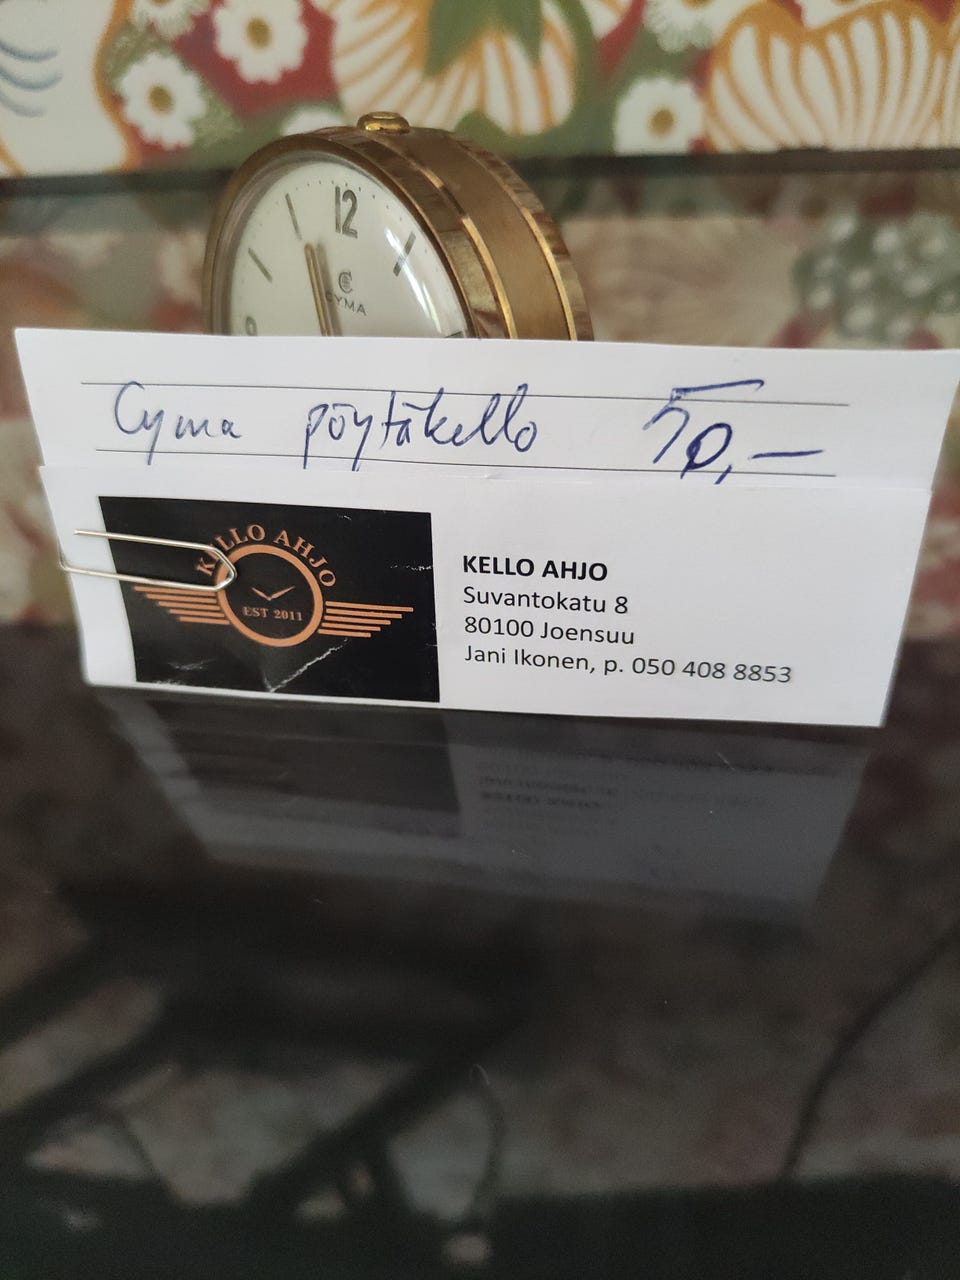 12
9
CYMA
Cyma pöytäkello 50,—
KELLO AHJO
EST 2011
KELLO AHJO
Suvantokatu 8
80100 Joensuu
Jani Ikonen, p. 050 408 8853